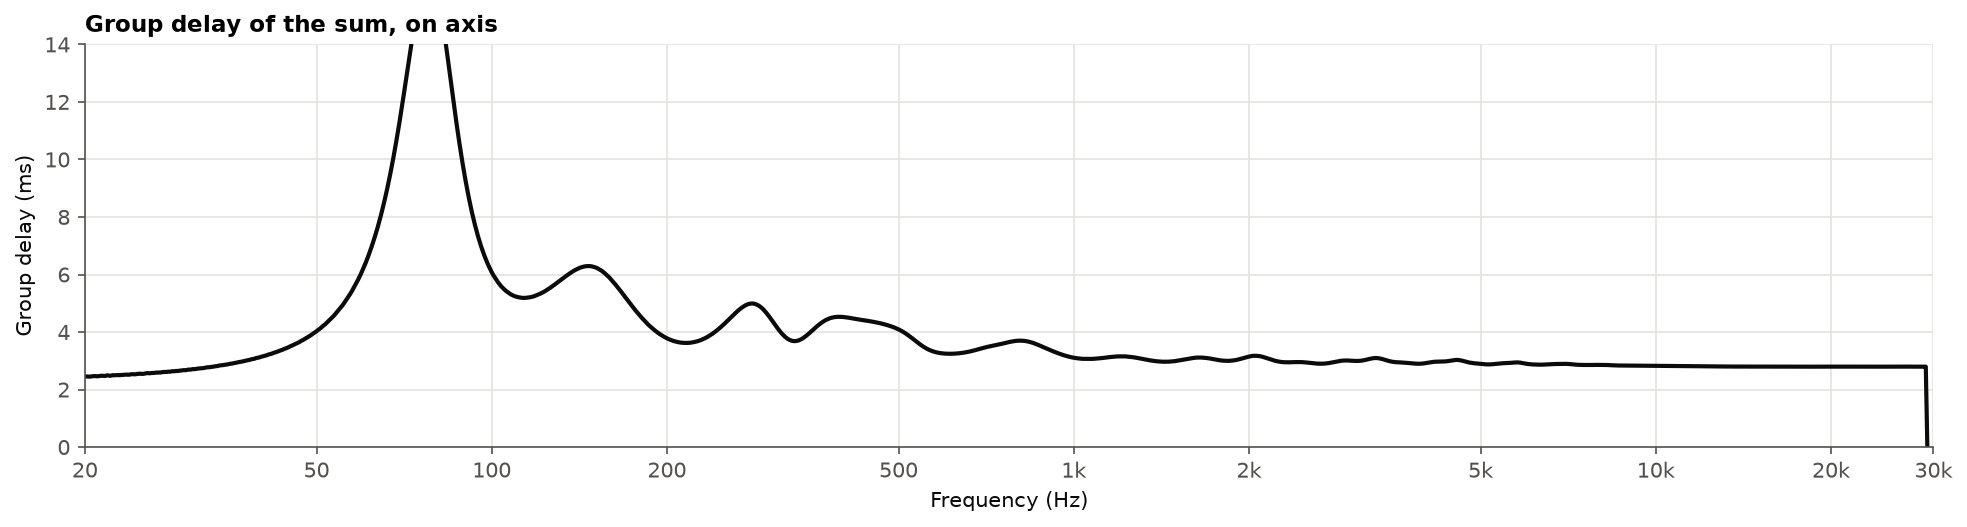 Group delay of the sum, on axis
Group delay (ms)
14
12
10
8
6
4
2
0
20 50 100 200 500 1k 2k 5k 10k 20k 30k
Frequency (Hz)